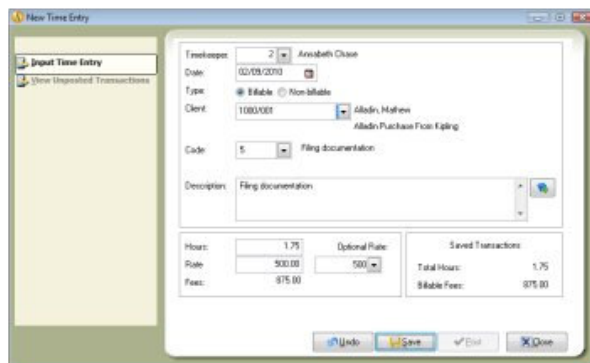 New Time Entry
Input Time Entry
View Unposted Transactions
Timekeeper: 2 Annabeth Chase
Date: 02/09/2010
Type: Billable Non-billable
Client: 1080/001 Alladin, Mathew
Alladin Purchase From Kipling
Code: 5 Filing documentation
Description: Filing documentation
Hours: 1.75 Optional Rate: Saved Transactions
Rate 500.00 500 Total Hours: 1.75
Fees: 875.00 Billable Fees: 875.00
Undo Save Post Close